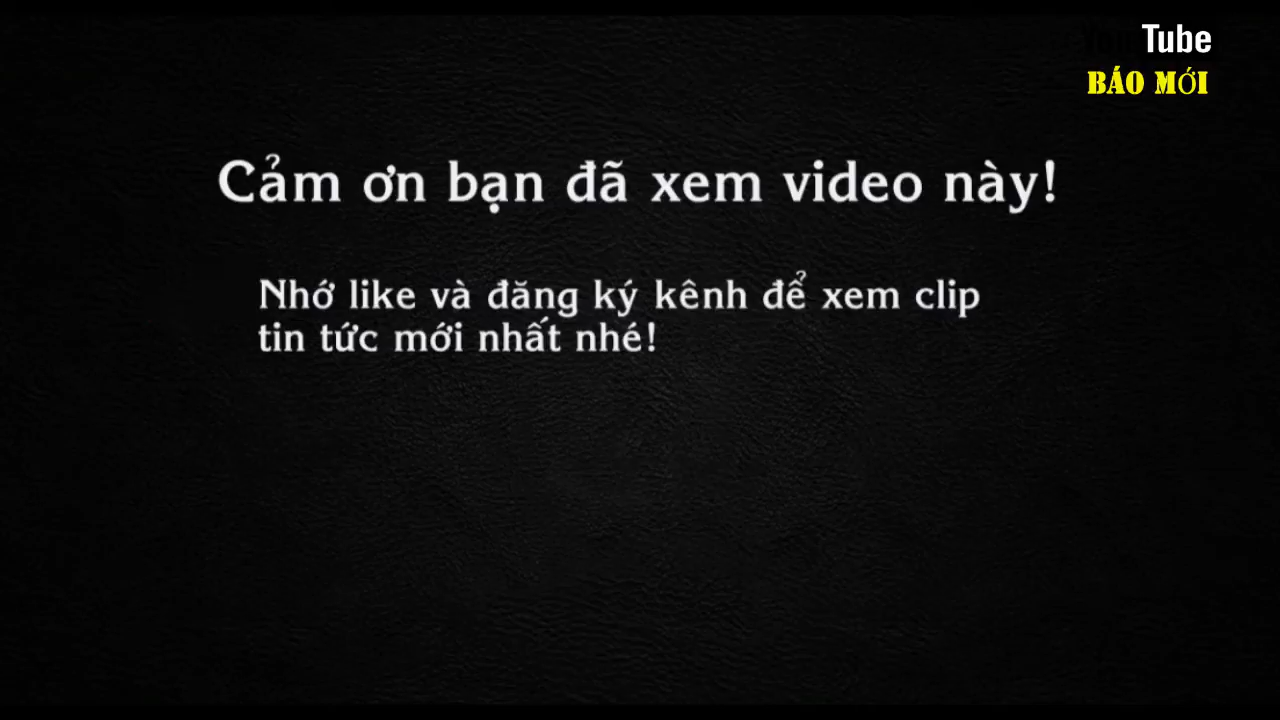 YouTube
BÁO MỚI
Cảm ơn bạn đã xem video này!
Nhớ like và đăng ký kênh để xem clip
tin tức mới nhất nhé!